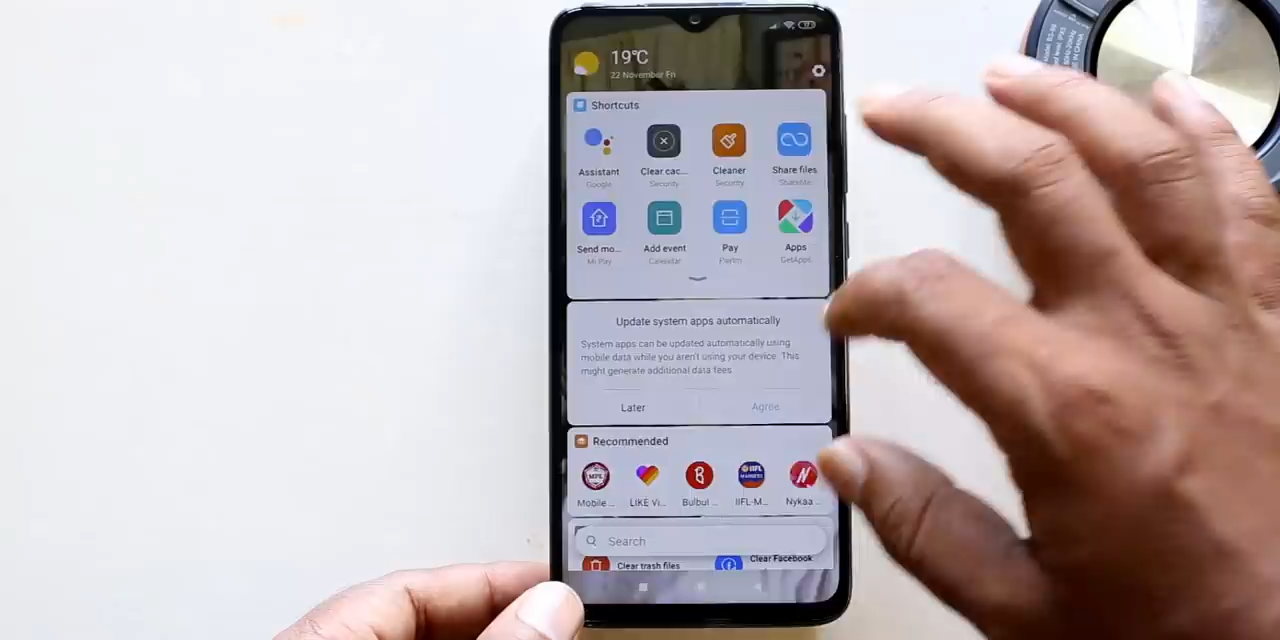 19°C
22 November Fri
Shortcuts
Assistant
Clear cac...
Cleaner
Share files
Google
Security
Security
ShareMe
Send mo...
Add event
Pay
Apps
Mi Pay
Calendar
Paytm
GetApps
Update system apps automatically
System apps can be updated automatically using
mobile data while you aren't using your device. This
might generate additional data fees.
Later
Agree
Recommended
Mobile ...
LIKE Vi...
Bulbul ...
IIFL-M...
Nykaa ...
Search
Clear trash files
Clear Facebook